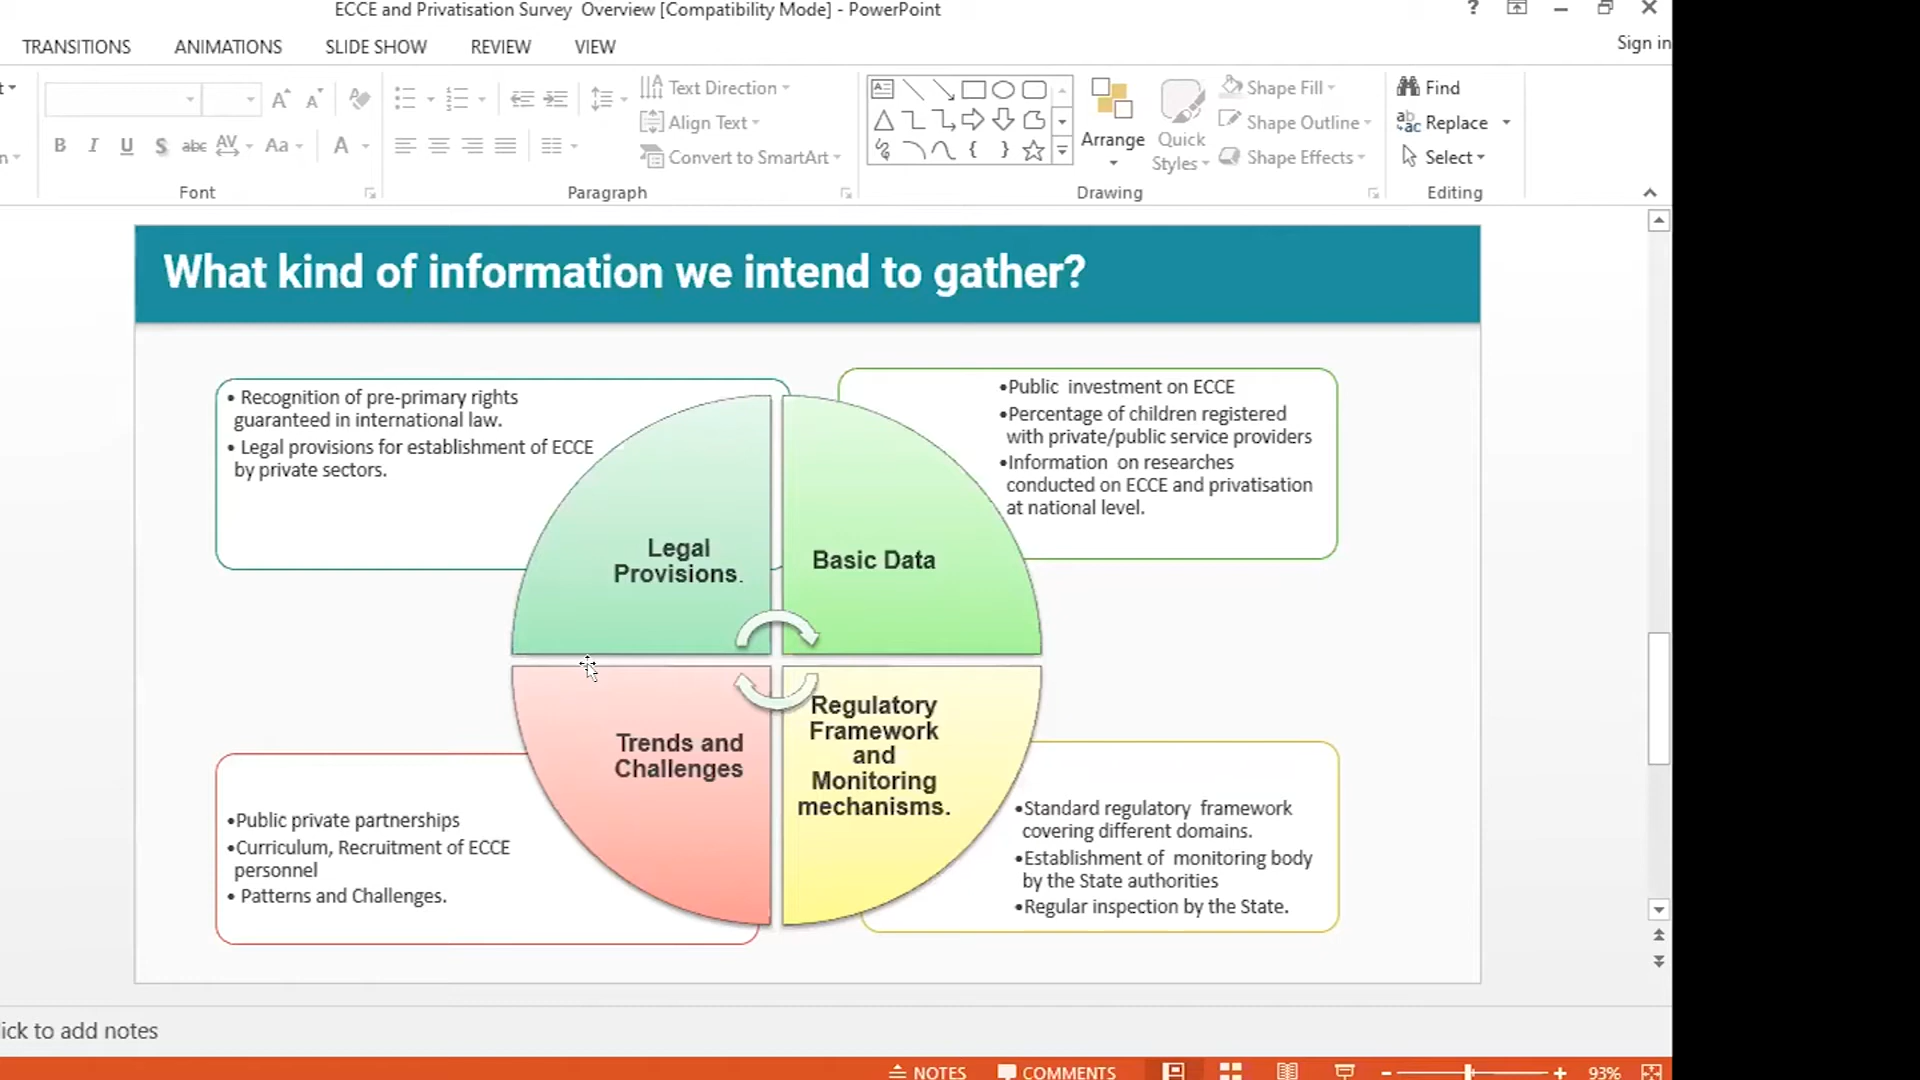 ECCE and Privatisation Survey Overview [Compatibility Mode] - PowerPoint
TRANSITIONS ANIMATIONS SLIDE SHOW REVIEW VIEW
Sign in
Text Direction
Align Text
Convert to SmartArt
B I U S abc AV Aa A
Arrange
Quick
Styles
Shape Fill
Shape Outline
Shape Effects
Find
Replace
Select
Font Paragraph Drawing Editing
What kind of information we intend to gather?
• Recognition of pre-primary rights
guaranteed in international law.
• Legal provisions for establishment of ECCE
by private sectors.
•Public investment on ECCE
•Percentage of children registered
with private/public service providers
•Information on researches
conducted on ECCE and privatisation
at national level.
Legal
Provisions.
Basic Data
Trends and
Challenges
Regulatory
Framework
and
Monitoring
mechanisms.
•Public private partnerships
•Curriculum, Recruitment of ECCE
personnel
• Patterns and Challenges.
•Standard regulatory framework
covering different domains.
•Establishment of monitoring body
by the State authorities
•Regular inspection by the State.
ick to add notes
NOTES COMMENTS 93%